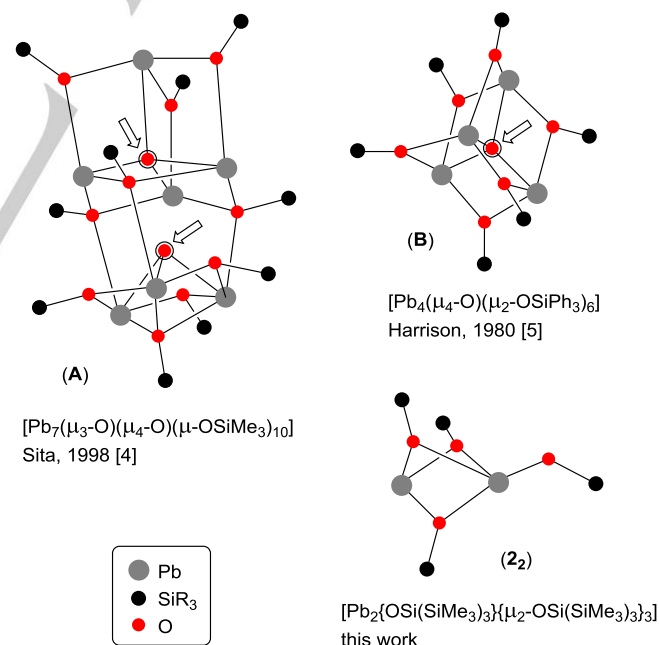 (A)
[Pb₇(μ₃-O)(μ₄-O)(μ-OSiMe₃)₁₀]
Sita, 1998 [4]
(B)
[Pb₄(μ₄-O)(μ₂-OSiPh₃)₆]
Harrison, 1980 [5]
(2₂)
[Pb₂{OSi(SiMe₃)₃}{μ₂-OSi(SiMe₃)₃}₃]
this work
Pb
SiR₃
O